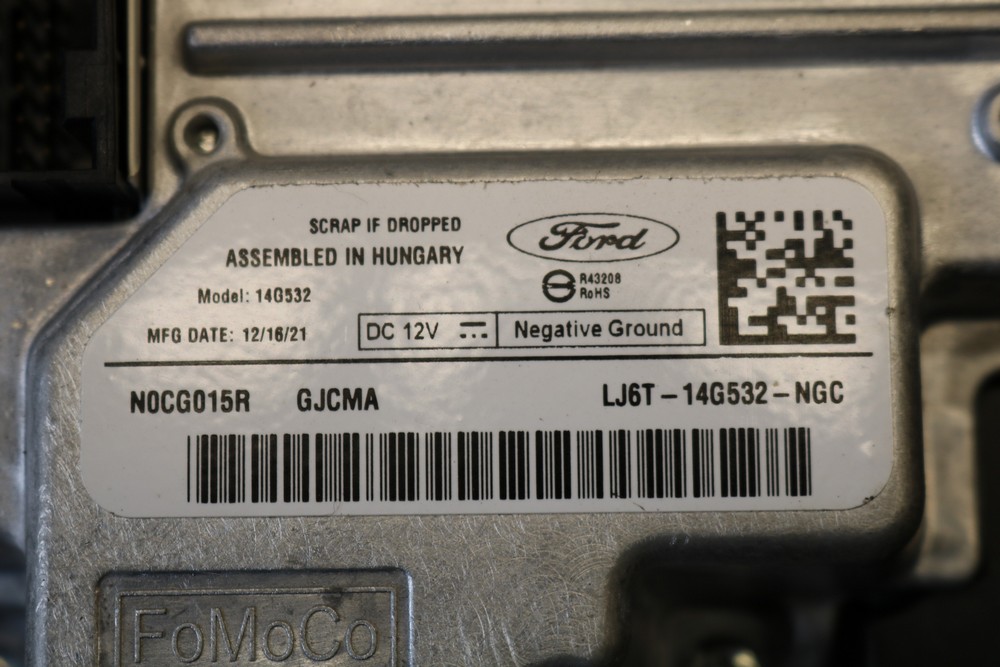 SCRAP IF DROPPED
ASSEMBLED IN HUNGARY
Model: 14G532
MFG DATE: 12/16/21
Ford
R43208
RoHS
DC 12V
Negative Ground
N0CG015R GJCMA LJ6T-14G532-NGC
FoMoCo